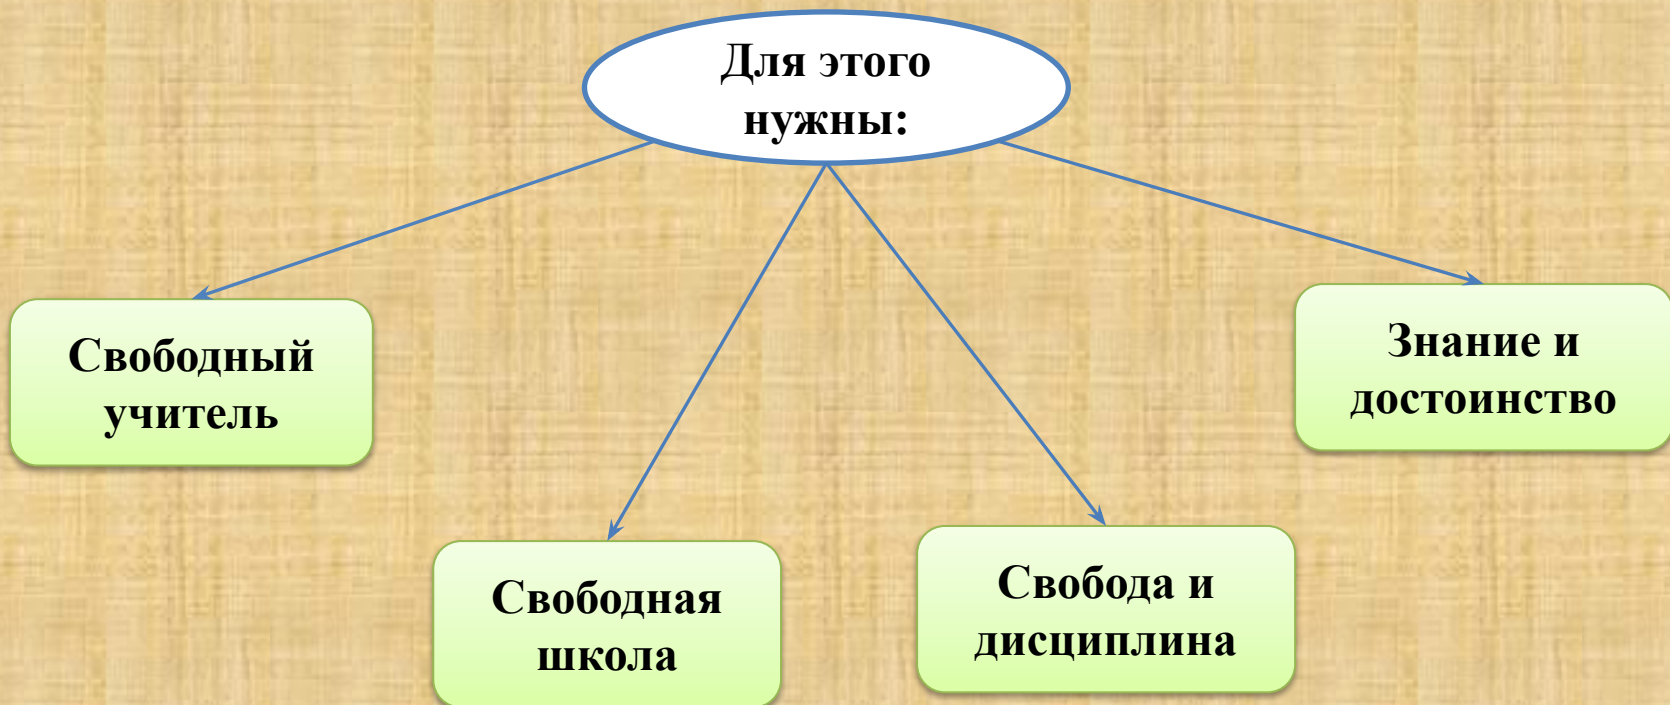 Для этого
нужны:
Свободный
учитель
Свободная
школа
Свобода и
дисциплина
Знание и
достоинство